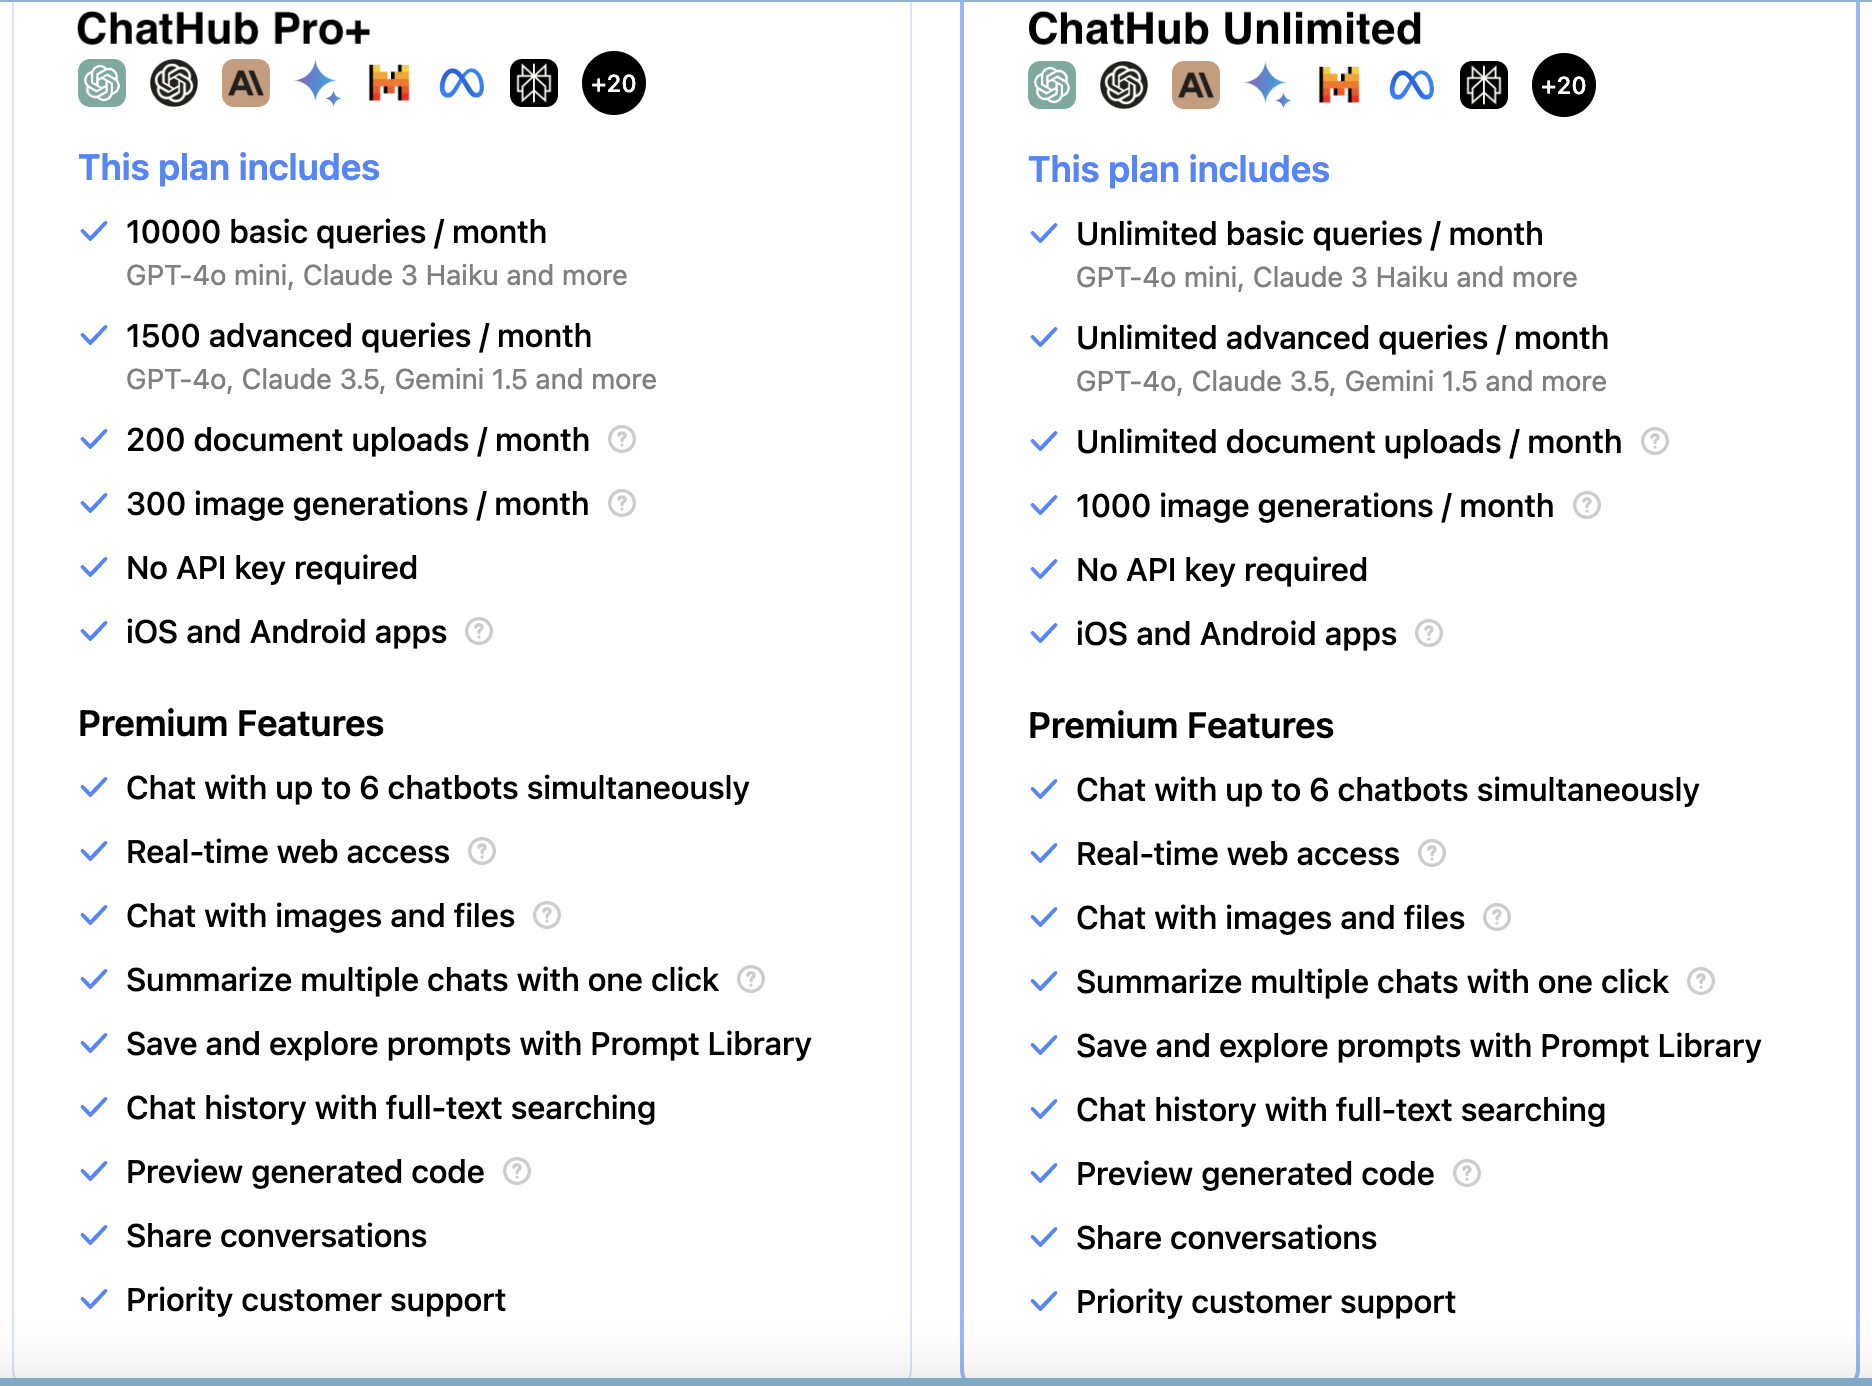 ChatHub Pro+
+20
This plan includes
10000 basic queries / month
GPT-4o mini, Claude 3 Haiku and more
1500 advanced queries / month
GPT-4o, Claude 3.5, Gemini 1.5 and more
200 document uploads / month ?
300 image generations / month ?
No API key required
iOS and Android apps ?
Premium Features
Chat with up to 6 chatbots simultaneously
Real-time web access ?
Chat with images and files ?
Summarize multiple chats with one click ?
Save and explore prompts with Prompt Library
Chat history with full-text searching
Preview generated code ?
Share conversations
Priority customer support
ChatHub Unlimited
+20
This plan includes
Unlimited basic queries / month
GPT-4o mini, Claude 3 Haiku and more
Unlimited advanced queries / month
GPT-4o, Claude 3.5, Gemini 1.5 and more
Unlimited document uploads / month ?
1000 image generations / month ?
No API key required
iOS and Android apps ?
Premium Features
Chat with up to 6 chatbots simultaneously
Real-time web access ?
Chat with images and files ?
Summarize multiple chats with one click ?
Save and explore prompts with Prompt Library
Chat history with full-text searching
Preview generated code ?
Share conversations
Priority customer support